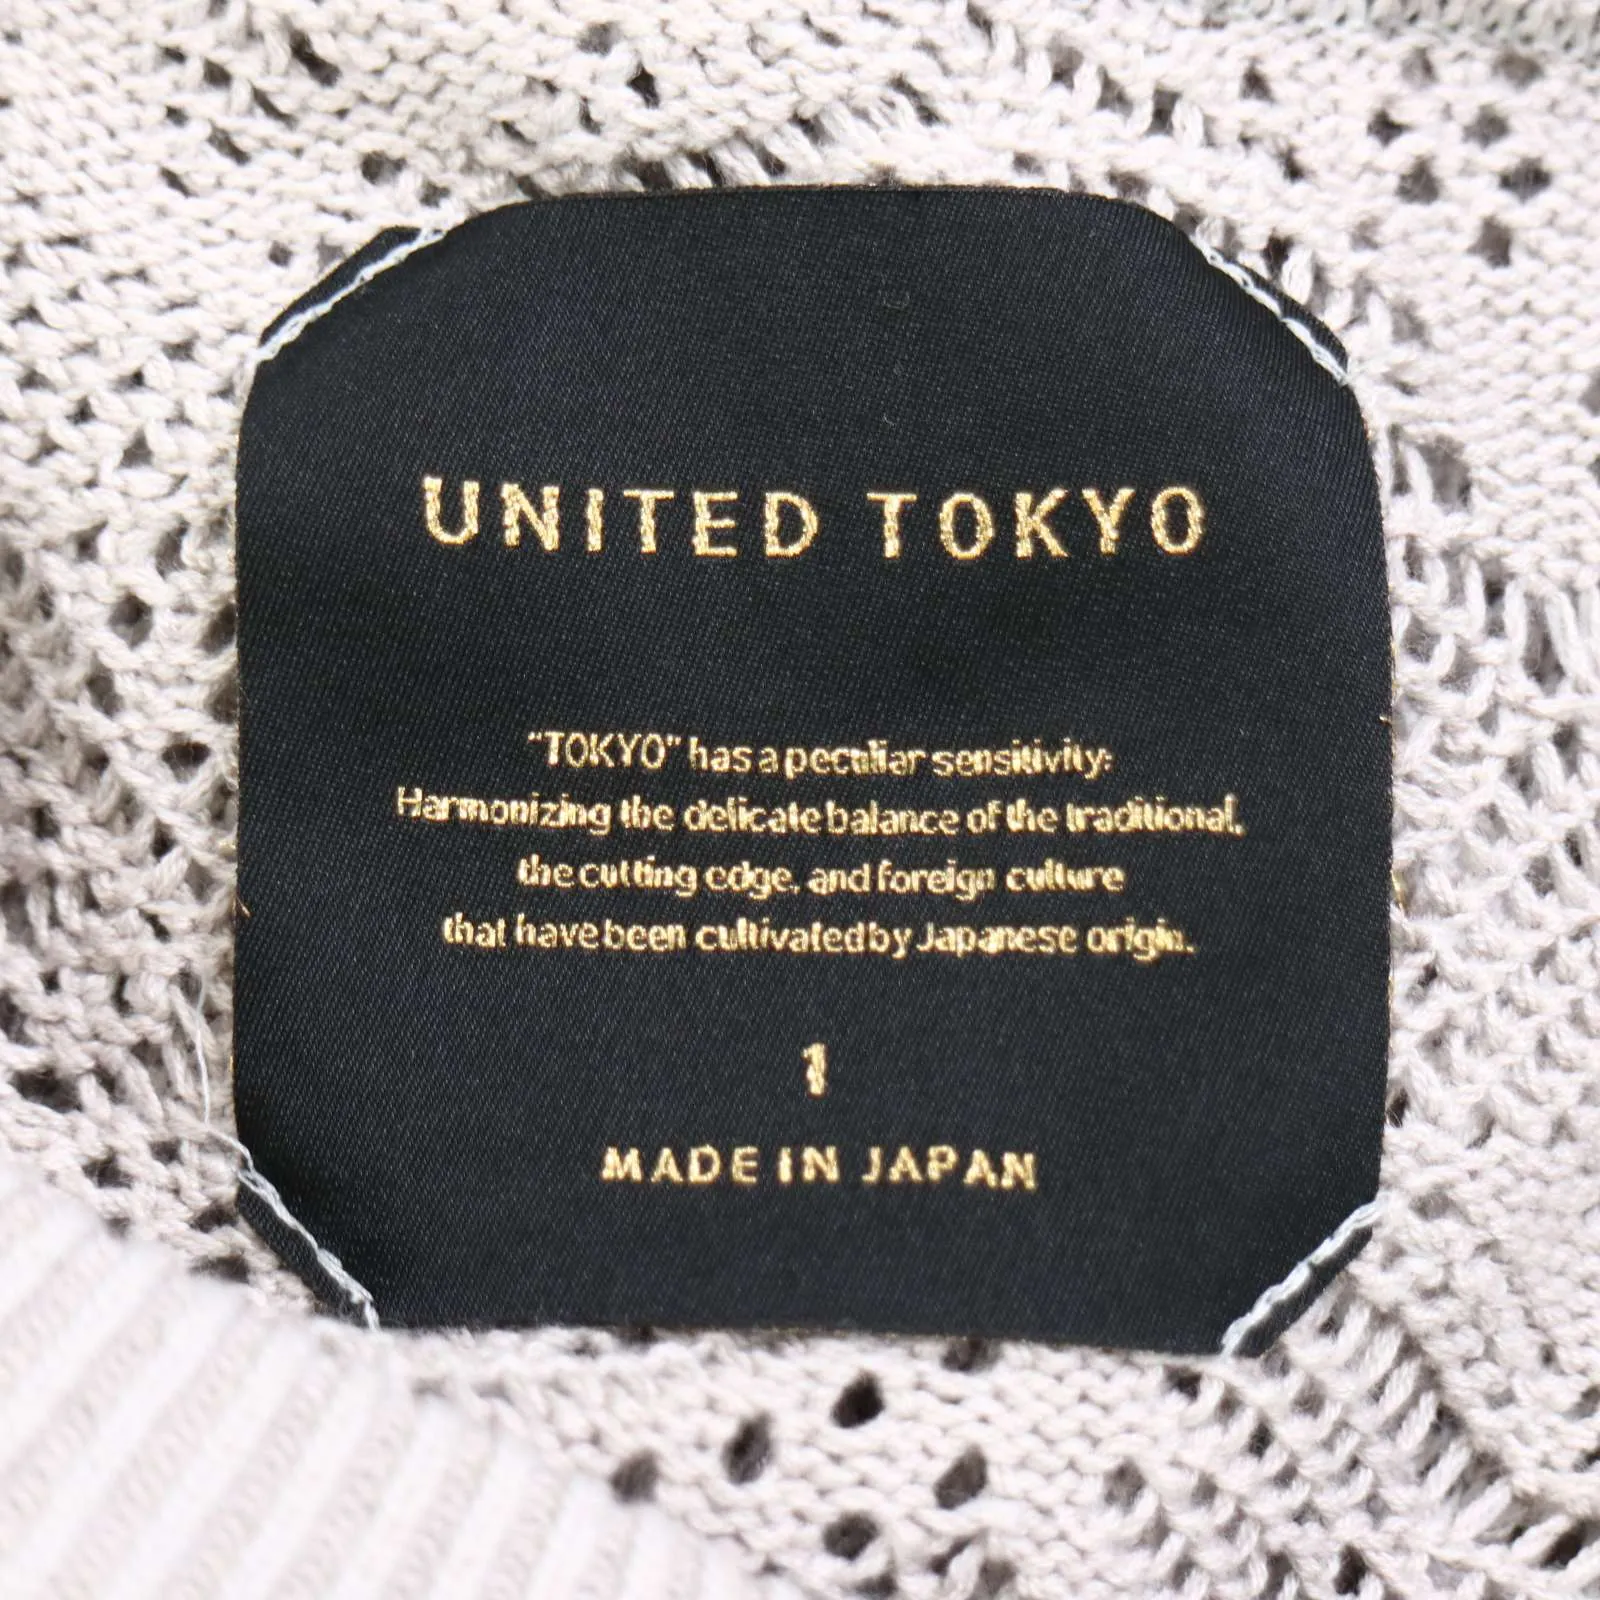 UNITED TOKYO
"TOKYO" has a peculiar sensitivity:
Harmonizing the delicate balance of the traditional,
the cutting edge, and foreign culture
that have been cultivated by Japanese origin.
1
MADE IN JAPAN